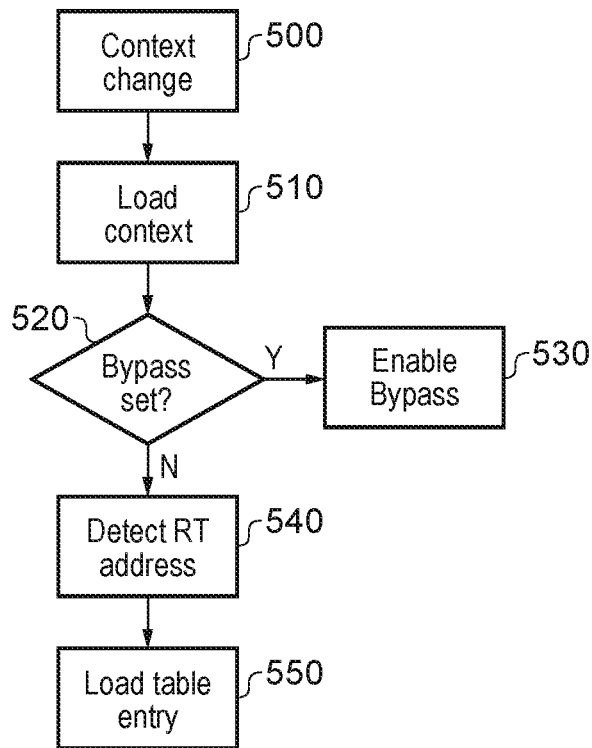 Context
change
500
Load
context
510
520
Bypass
set?
Y
Enable
Bypass
530
N
Detect RT
address
540
Load table
entry
550